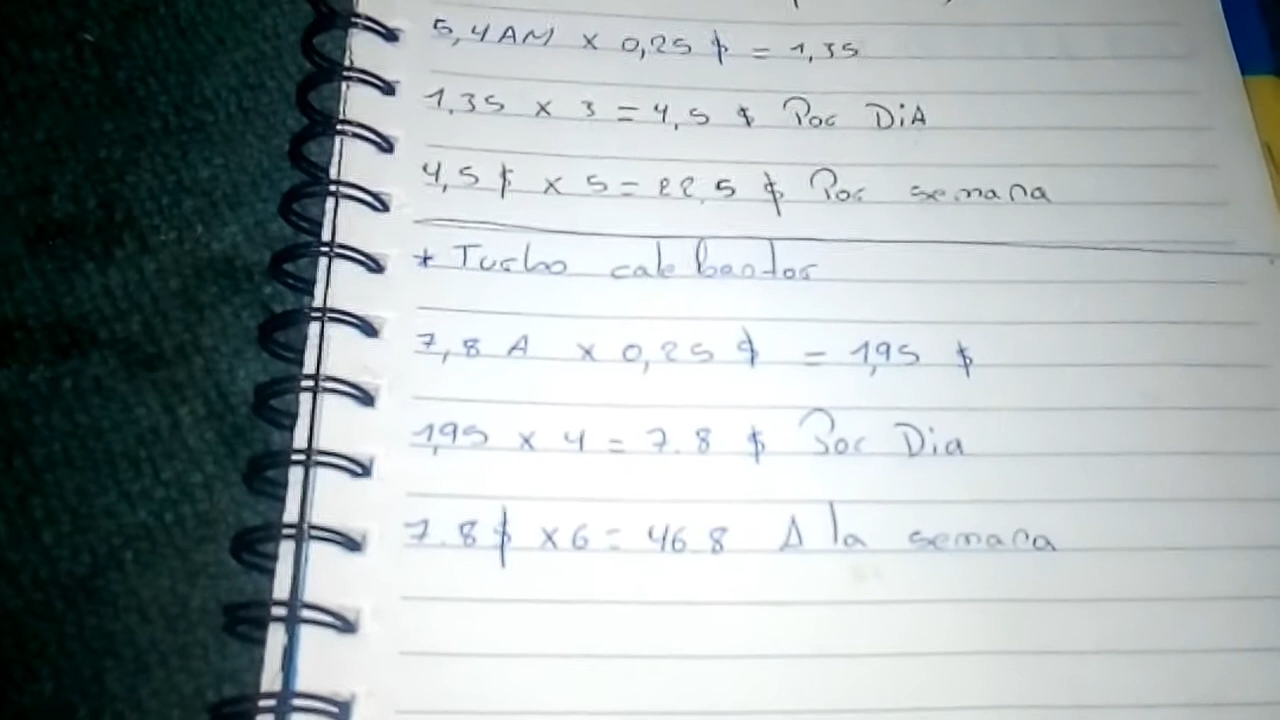 5,4AM x 0,25 $ = 1,35
1,35 x 3 = 4,5 $ Por DiA
4,5 $ x 5 = 22,5 $ Por semana
* Turbo calebantor
7,8 A x 0,25 $ = 1,95 $
1,95 x 4 = 7.8 $ Por Dia
7.8 $ x 6 = 46 8 A la semana